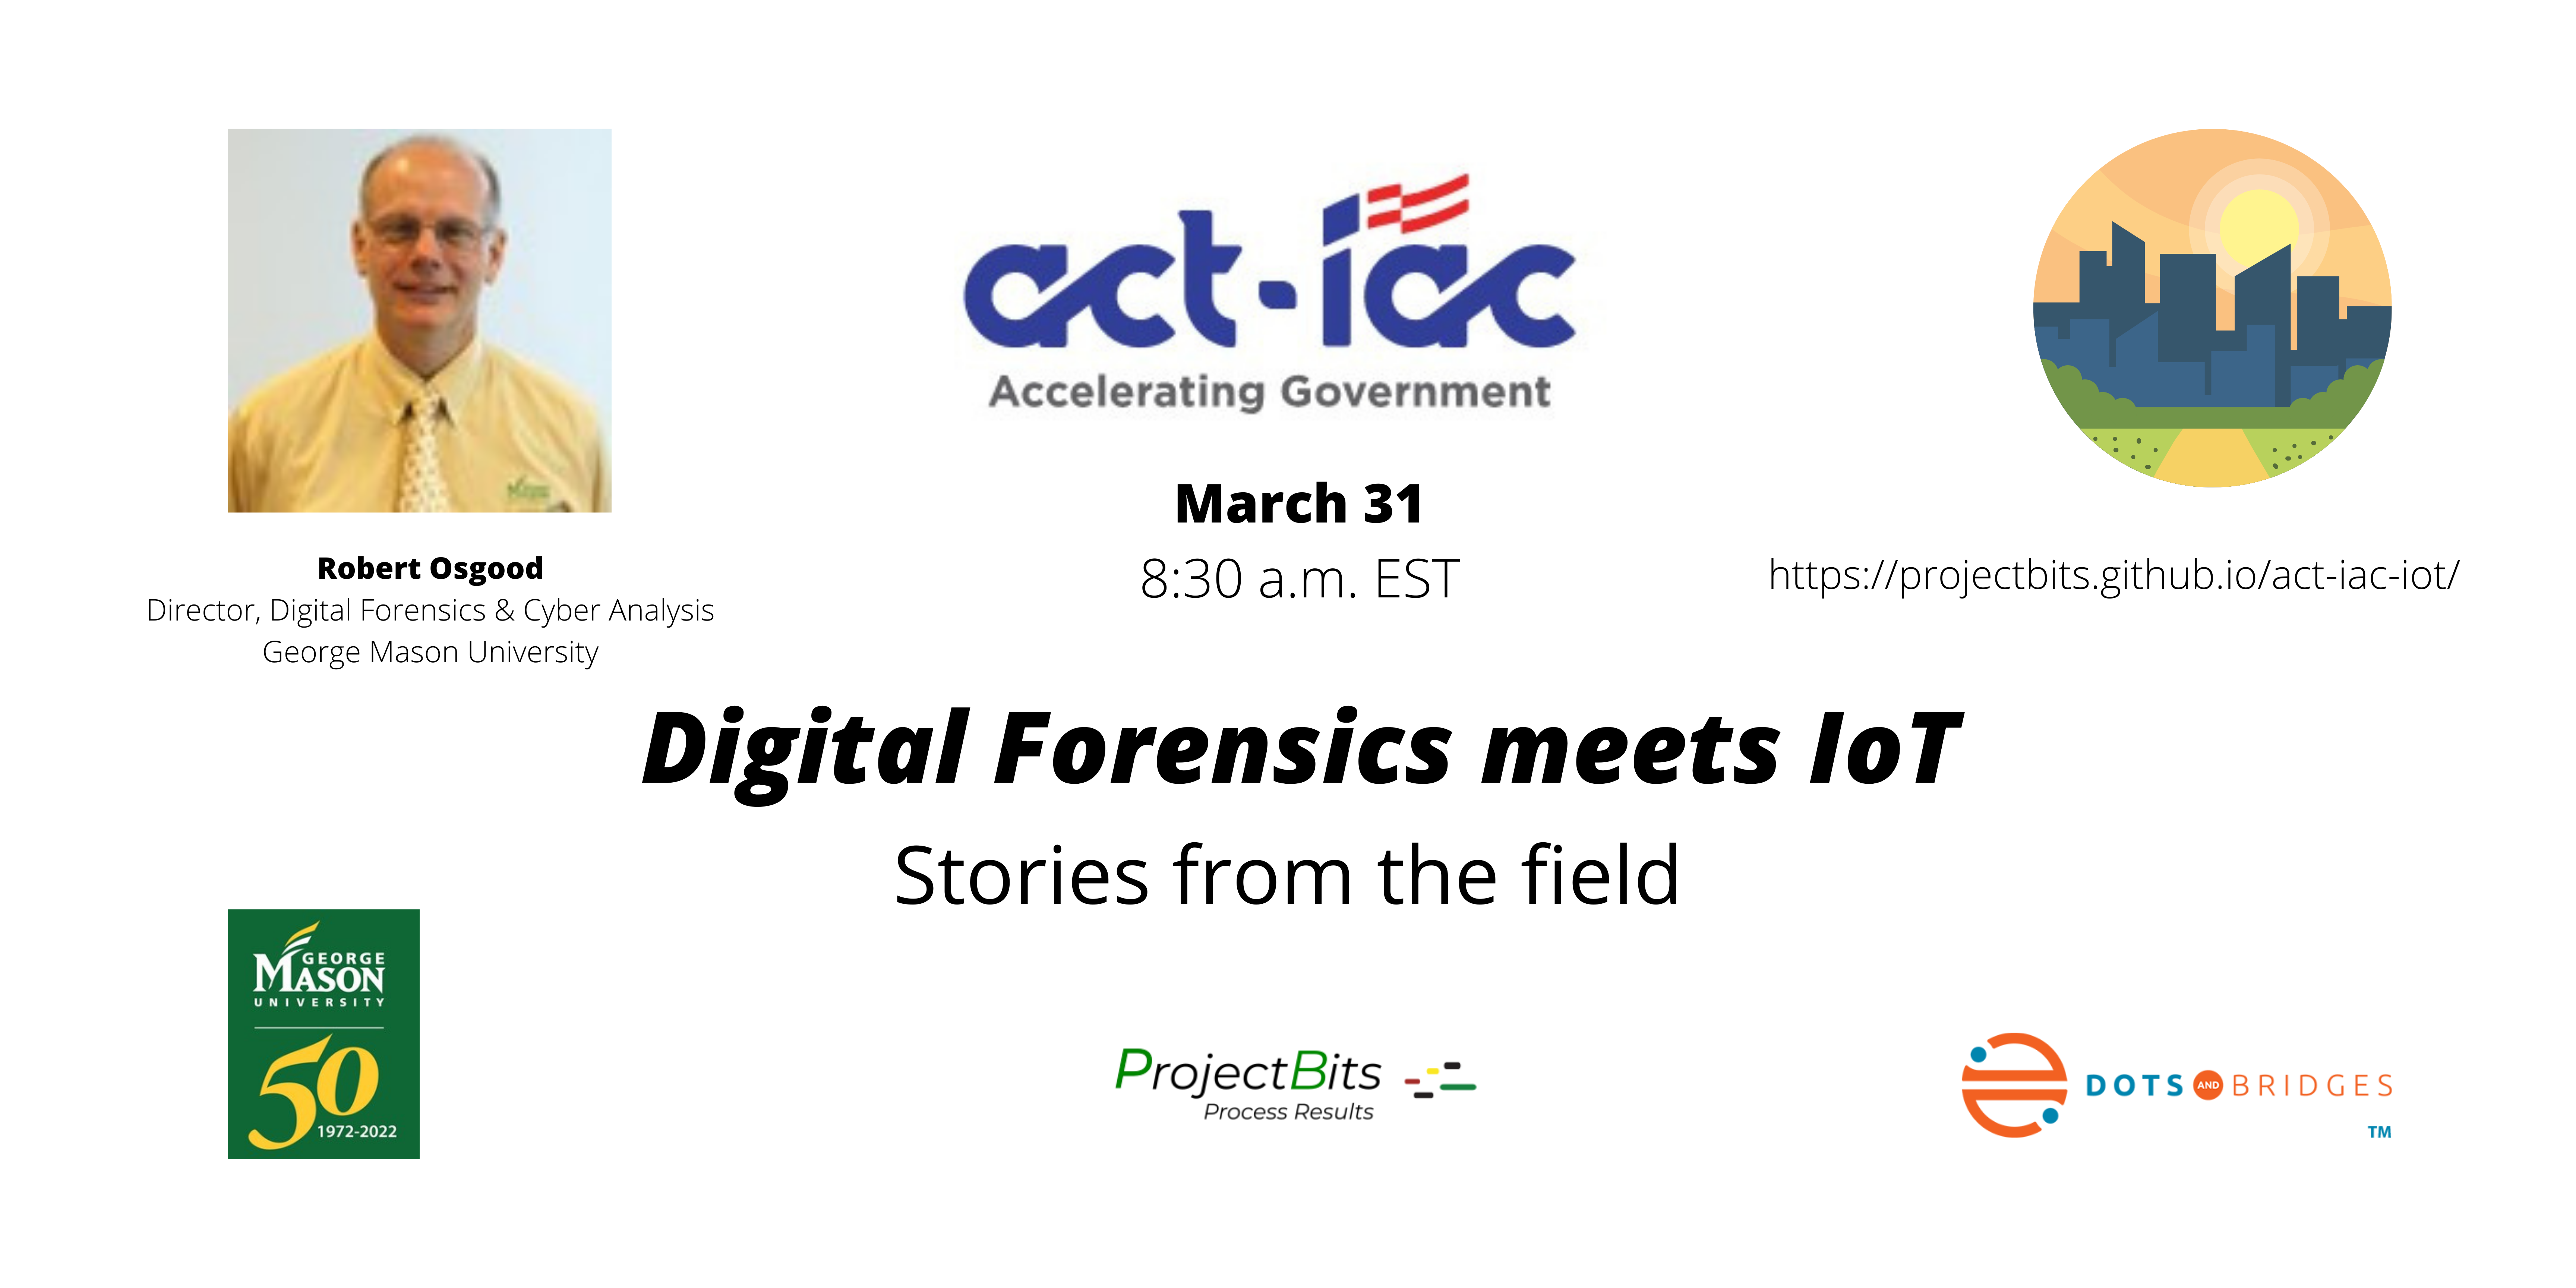 act-iac
Accelerating Government
March 31
8:30 a.m. EST
https://projectbits.github.io/act-iac-iot/
Robert Osgood
Director, Digital Forensics & Cyber Analysis
George Mason University
Digital Forensics meets IoT
Stories from the field
GEORGE
MASON
UNIVERSITY
50
1972-2022
ProjectBits
Process Results
DOTS AND BRIDGES
TM